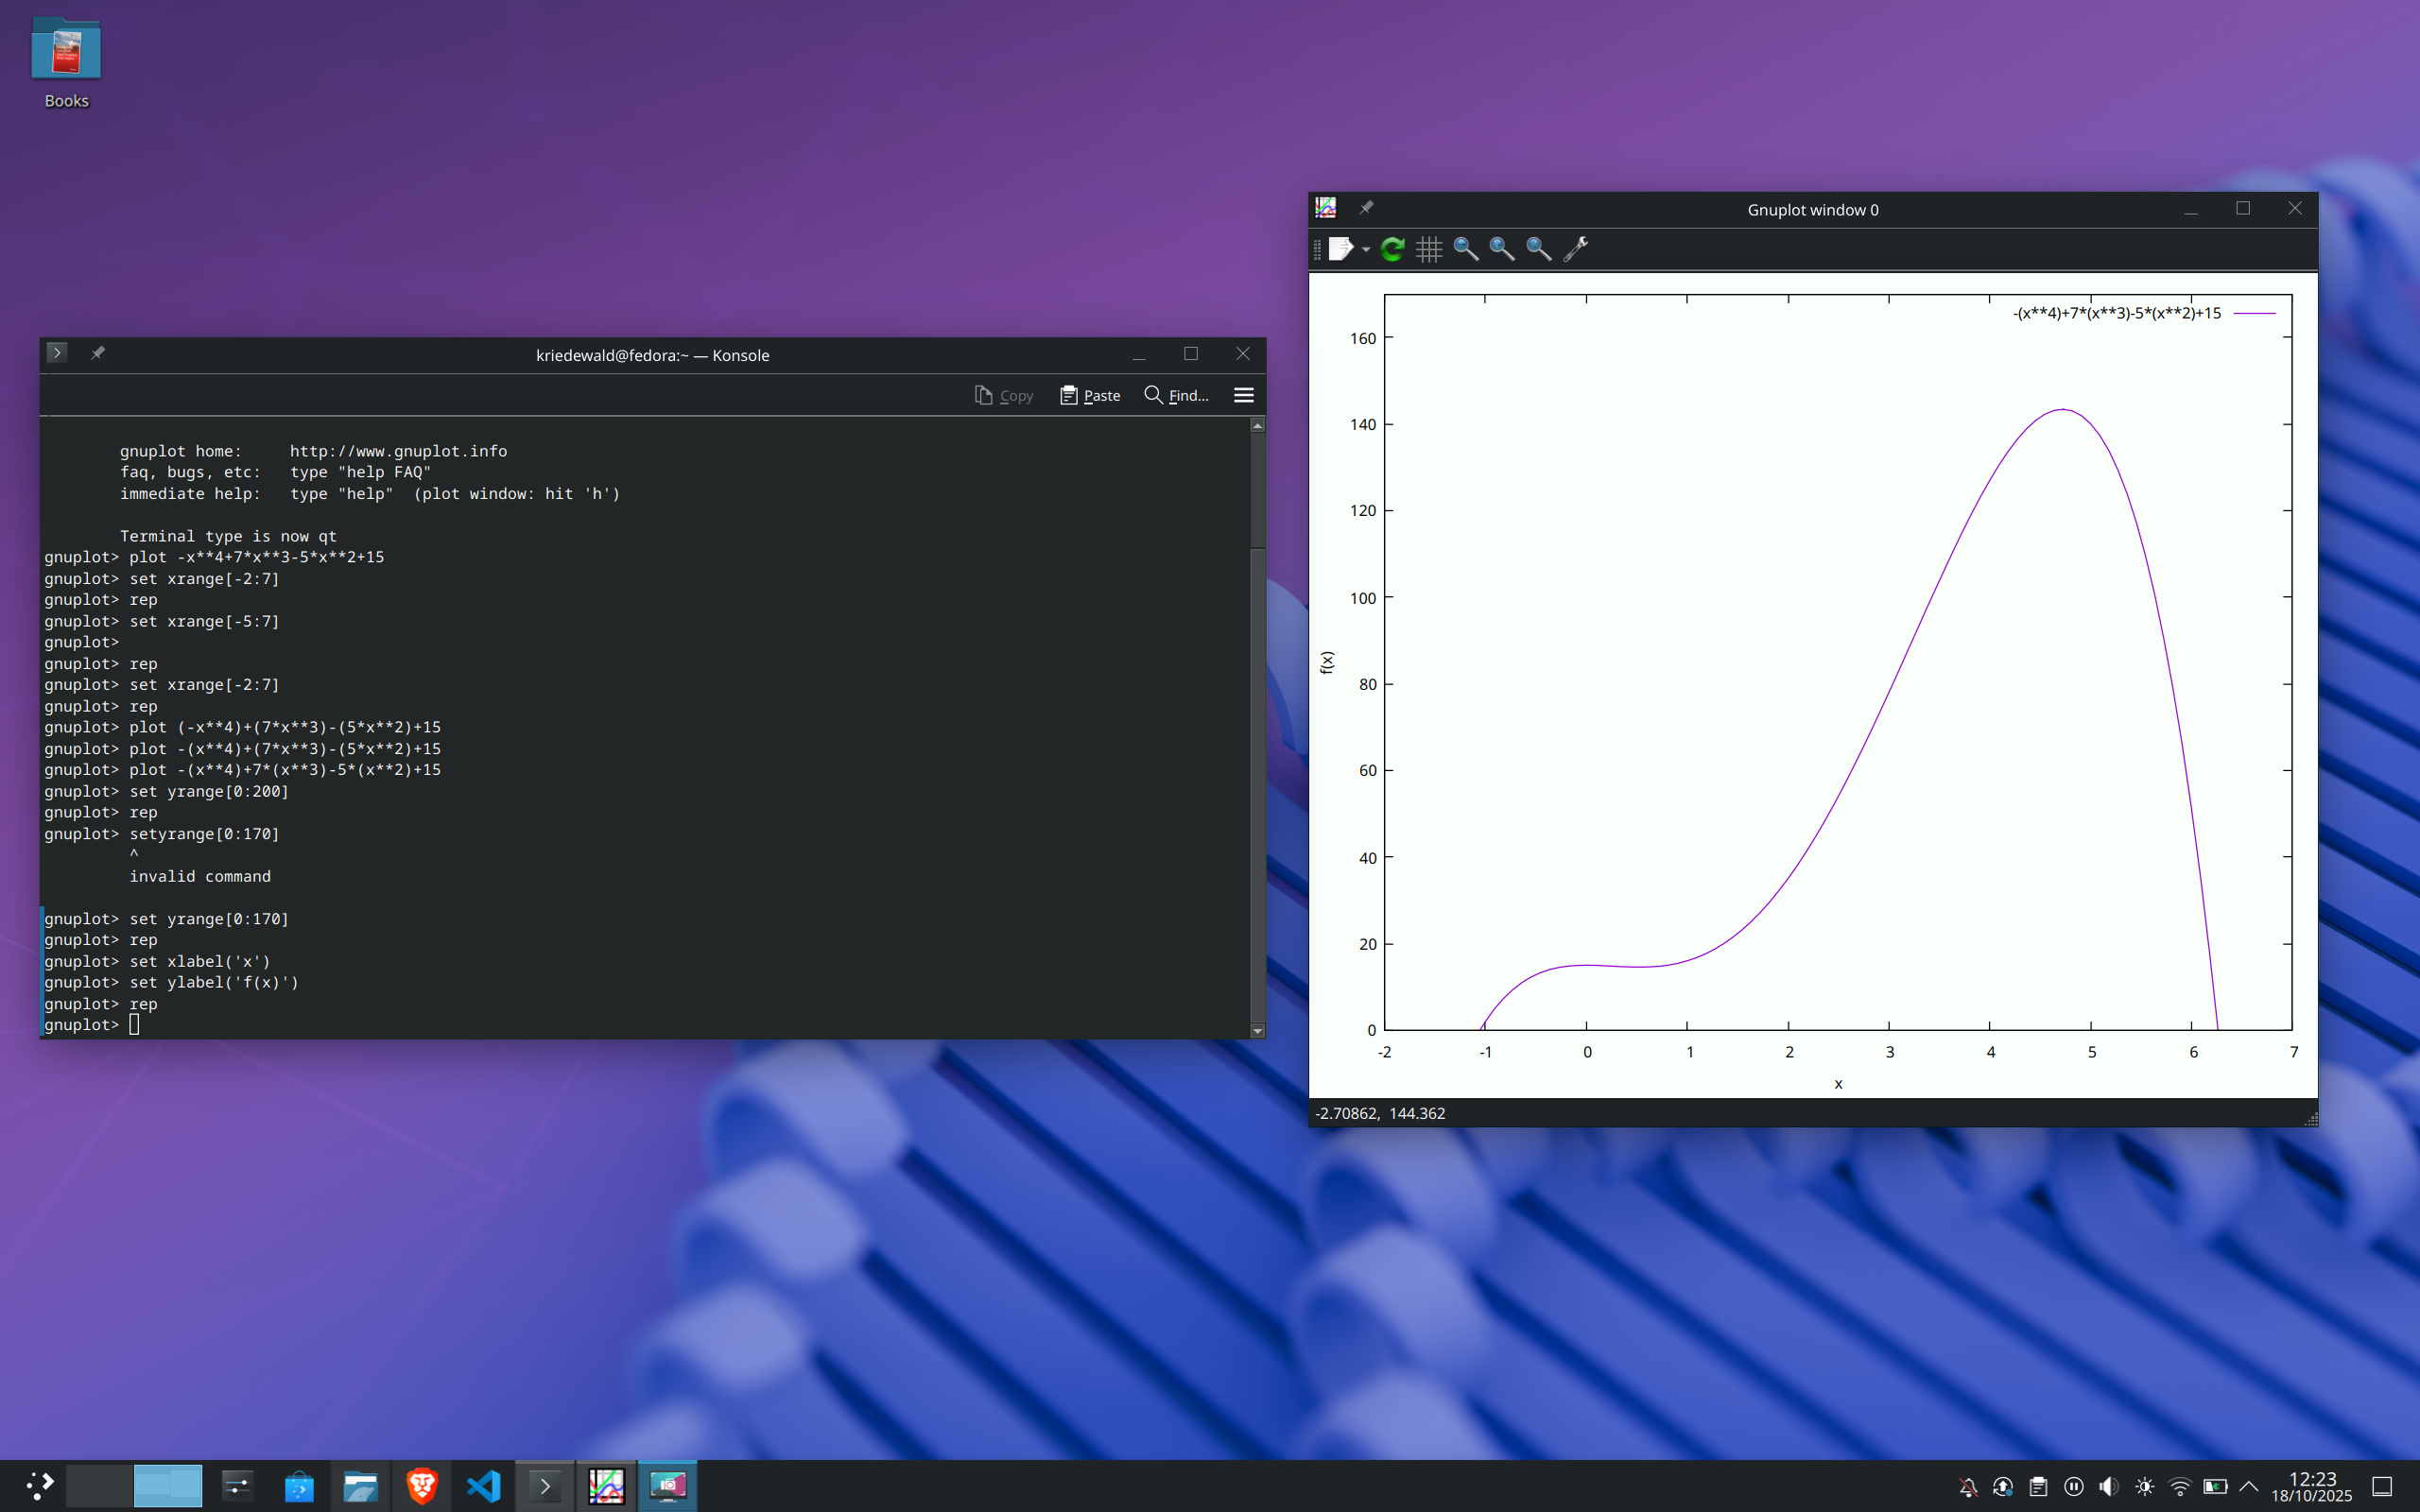 Books
kriedewald@fedora:~ — Konsole
Copy Paste Find...
gnuplot home:     http://www.gnuplot.info
faq, bugs, etc:   type "help FAQ"
immediate help:   type "help"  (plot window: hit 'h')
Terminal type is now qt
gnuplot> plot -x**4+7*x**3-5*x**2+15
gnuplot> set xrange[-2:7]
gnuplot> rep
gnuplot> set xrange[-5:7]
gnuplot>
gnuplot> rep
gnuplot> set xrange[-2:7]
gnuplot> rep
gnuplot> plot (-x**4)+(7*x**3)-(5*x**2)+15
gnuplot> plot -(x**4)+(7*x**3)-(5*x**2)+15
gnuplot> plot -(x**4)+7*(x**3)-5*(x**2)+15
gnuplot> set yrange[0:200]
gnuplot> rep
gnuplot> setyrange[0:170]
^
invalid command
gnuplot> set yrange[0:170]
gnuplot> rep
gnuplot> set xlabel('x')
gnuplot> set ylabel('f(x)')
gnuplot> rep
gnuplot>
Gnuplot window 0
-(x**4)+7*(x**3)-5*(x**2)+15
160
140
120
100
80
60
40
20
0
f(x)
-2 -1 0 1 2 3 4 5 6 7
x
-2.70862,  144.362
12:23
18/10/2025